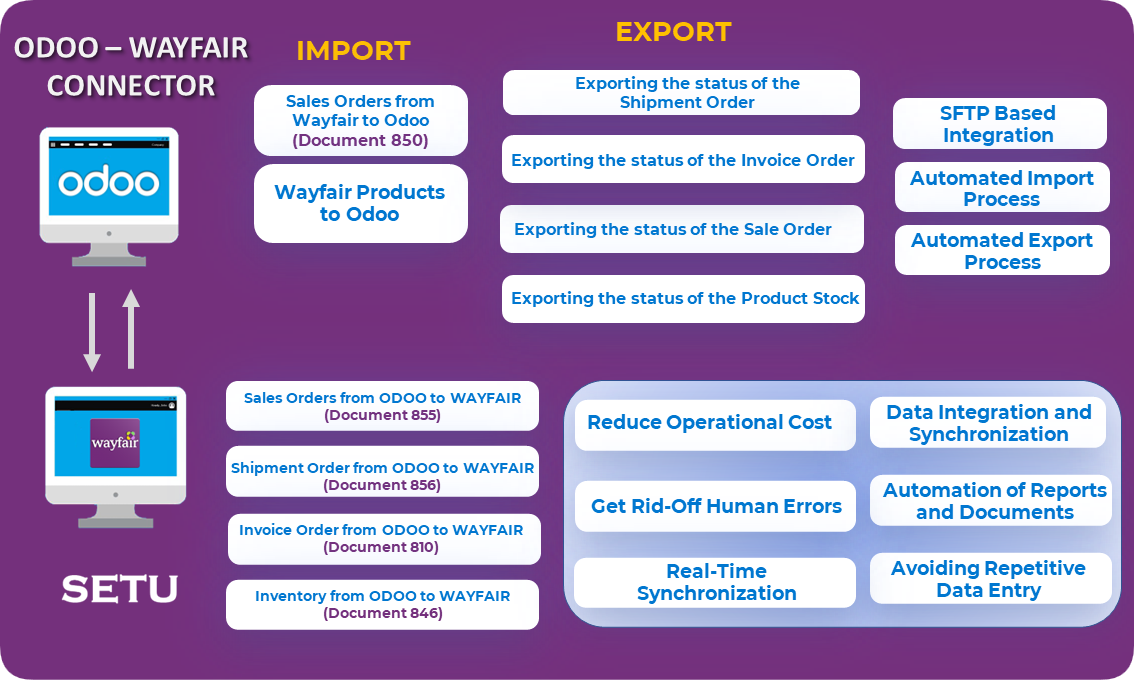 ODOO – WAYFAIR
CONNECTOR
IMPORT
Sales Orders from
Wayfair to Odoo
(Document 850)
Wayfair Products
to Odoo
EXPORT
Exporting the status of the
Shipment Order
Exporting the status of the Invoice Order
Exporting the status of the Sale Order
Exporting the status of the Product Stock
SFTP Based
Integration
Automated Import
Process
Automated Export
Process
odoo
wayfair
SETU
Sales Orders from ODOO to WAYFAIR
(Document 855)
Shipment Order from ODOO to WAYFAIR
(Document 856)
Invoice Order from ODOO to WAYFAIR
(Document 810)
Inventory from ODOO to WAYFAIR
(Document 846)
Reduce Operational Cost
Get Rid-Off Human Errors
Real-Time
Synchronization
Data Integration and
Synchronization
Automation of Reports
and Documents
Avoiding Repetitive
Data Entry